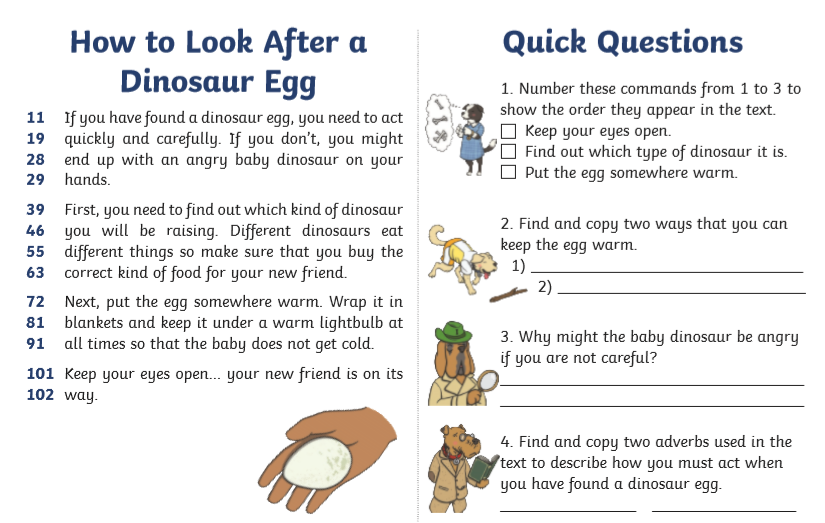 How to Look After a
Dinosaur Egg
11 If you have found a dinosaur egg, you need to act
19 quickly and carefully. If you don't, you might
28 end up with an angry baby dinosaur on your
29 hands.
39 First, you need to find out which kind of dinosaur
46 you will be raising. Different dinosaurs eat
55 different things so make sure that you buy the
63 correct kind of food for your new friend.
72 Next, put the egg somewhere warm. Wrap it in
81 blankets and keep it under a warm lightbulb at
91 all times so that the baby does not get cold.
101 Keep your eyes open... your new friend is on its
102 way.
Quick Questions
1. Number these commands from 1 to 3 to
show the order they appear in the text.
Keep your eyes open.
Find out which type of dinosaur it is.
Put the egg somewhere warm.
2. Find and copy two ways that you can
keep the egg warm.
1)
2)
3. Why might the baby dinosaur be angry
if you are not careful?
4. Find and copy two adverbs used in the
text to describe how you must act when
you have found a dinosaur egg.